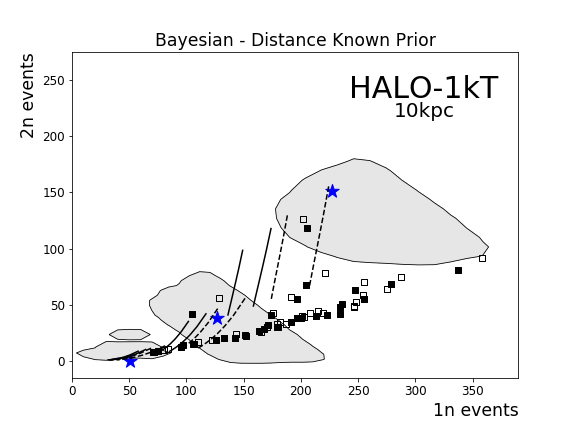 Bayesian - Distance Known Prior
HALO-1kT
10kpc
2n events
250
200
150
100
50
0
0 50 100 150 200 250 300 350
1n events